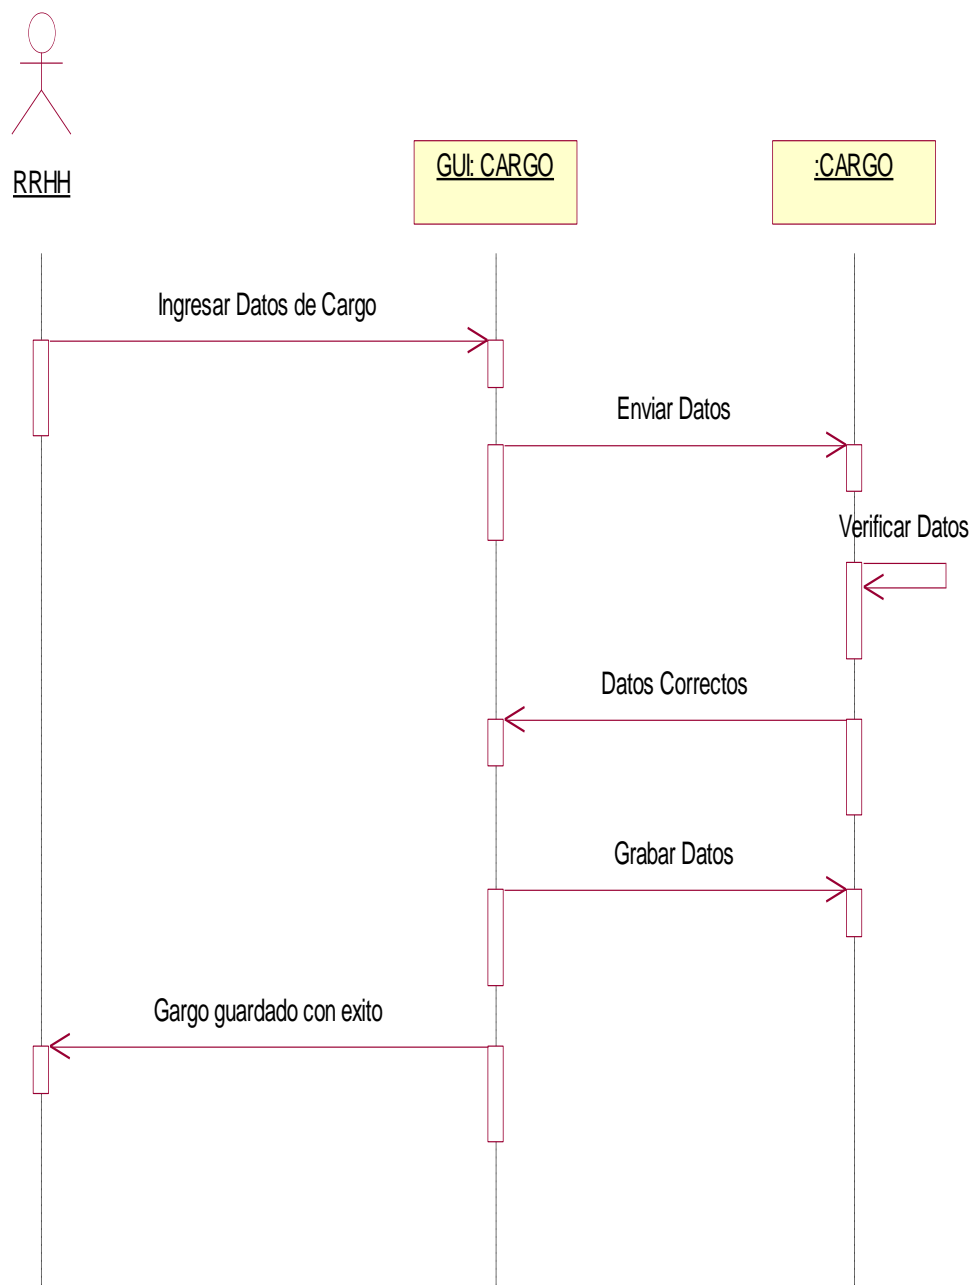 RRHH
GUI: CARGO
:CARGO
Ingresar Datos de Cargo
Enviar Datos
Verificar Datos
Datos Correctos
Grabar Datos
Gargo guardado con exito